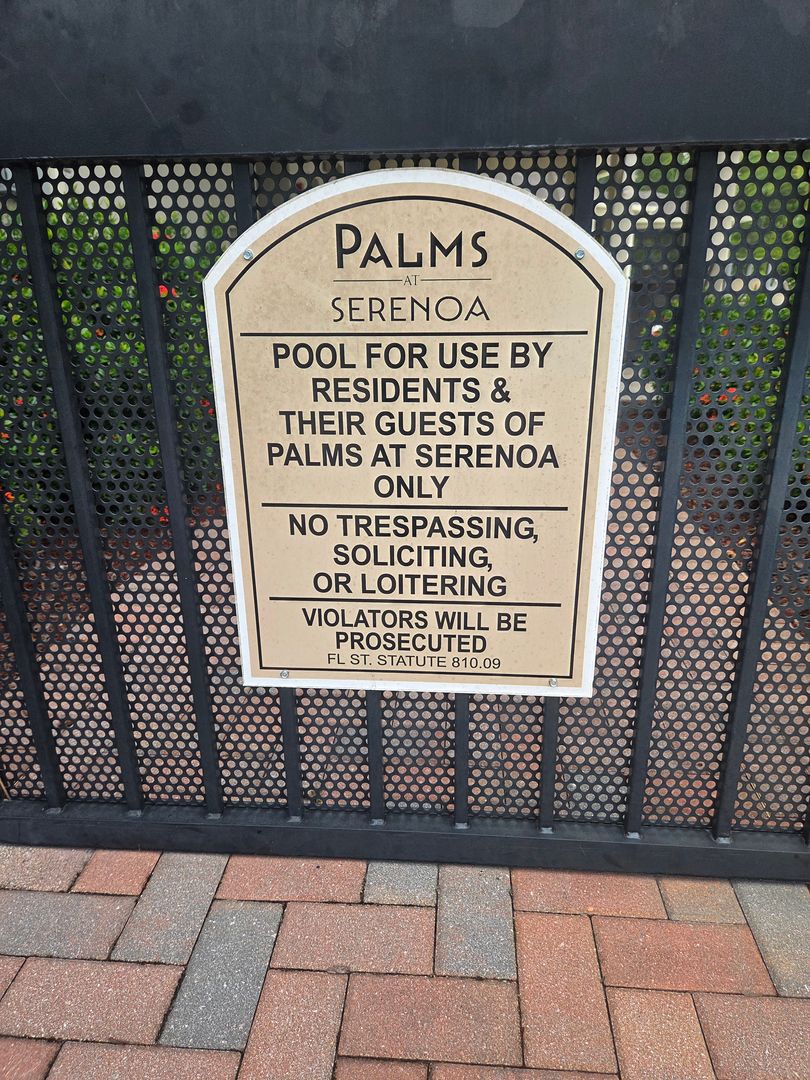 PALMS
AT
SERENOA
POOL FOR USE BY
RESIDENTS &
THEIR GUESTS OF
PALMS AT SERENOA
ONLY
NO TRESPASSING,
SOLICITING,
OR LOITERING
VIOLATORS WILL BE
PROSECUTED
FL ST. STATUTE 810.09